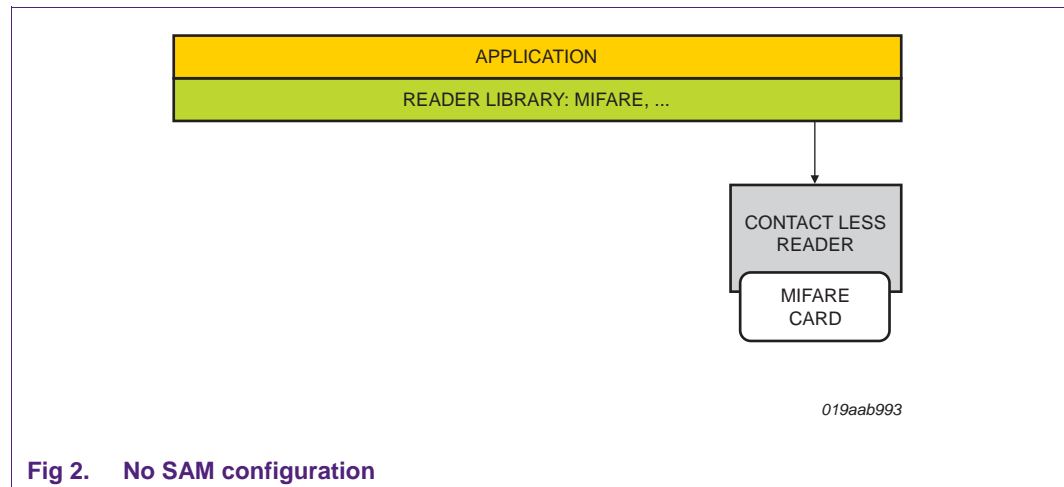 APPLICATION
READER LIBRARY: MIFARE, ...
CONTACT LESS
READER
MIFARE
CARD
019aab993
Fig 2. No SAM configuration